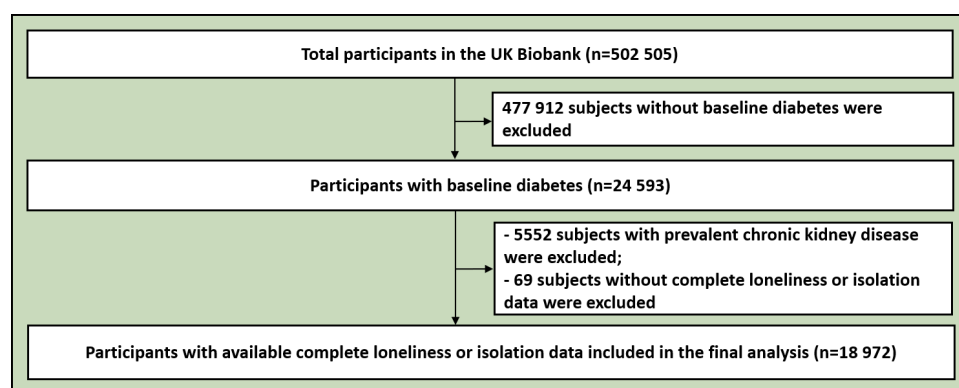 Total participants in the UK Biobank (n=502 505)
477 912 subjects without baseline diabetes were
excluded
Participants with baseline diabetes (n=24 593)
- 5552 subjects with prevalent chronic kidney disease
were excluded;
- 69 subjects without complete loneliness or isolation
data were excluded
Participants with available complete loneliness or isolation data included in the final analysis (n=18 972)